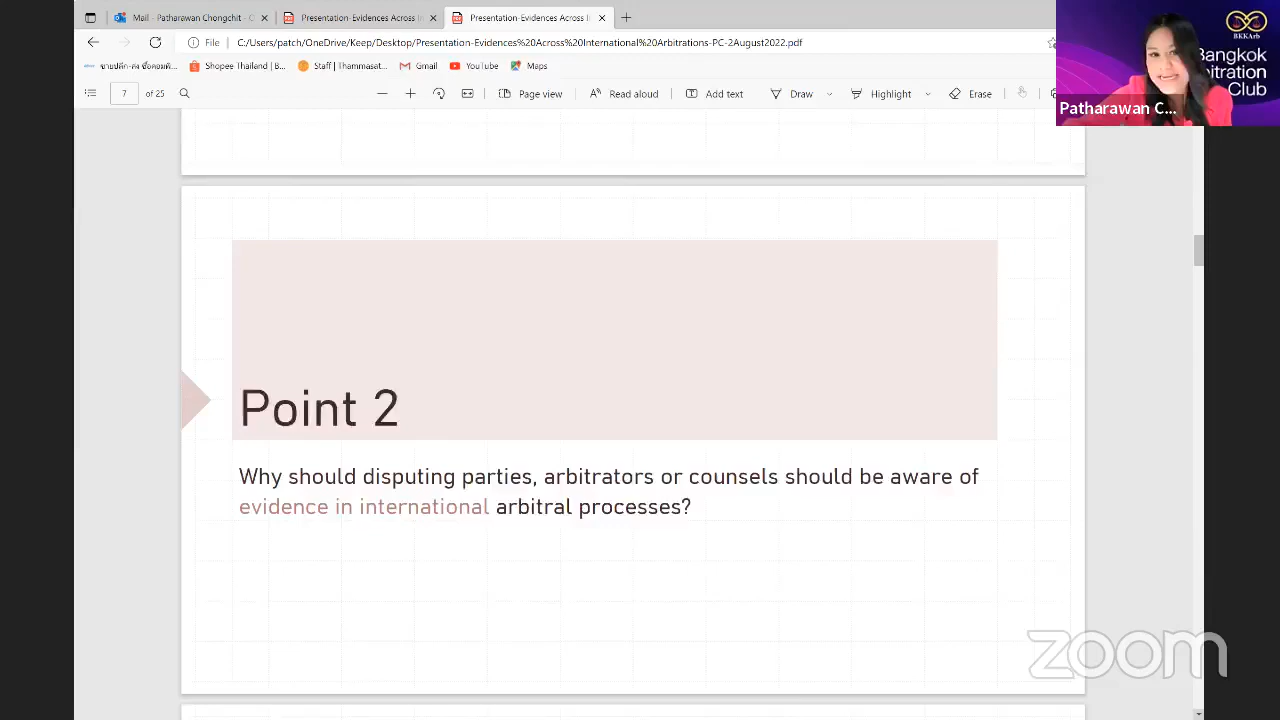 Mail - Patharawan Chongchit - C
Presentation-Evidences Across I
Presentation-Evidences Across I
File
C:/Users/patch/OneDrive/Keep/Desktop/Presentation-Evidences%20Across%20International%20Arbitrations-PC-2August2022.pdf
Shopee Thailand | B...
Staff | Thammasat...
Gmail
YouTube
Maps
7 of 25
Page view
Read aloud
Add text
Draw
Highlight
Erase
BKKArb
Bangkok
Club
Patharawan C...
Point 2
Why should disputing parties, arbitrators or counsels should be aware of
evidence in international arbitral processes?
zoom